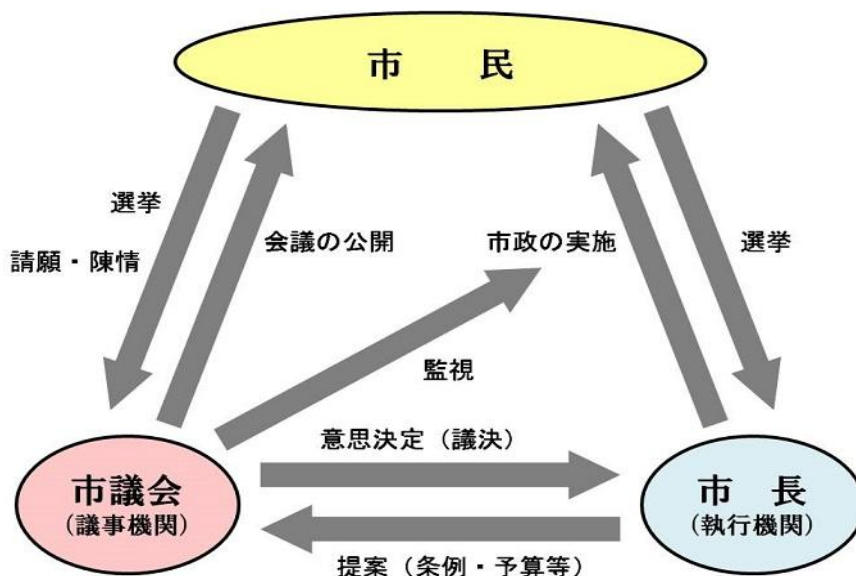 市　民
選挙
請願・陳情
会議の公開
市政の実施
選挙
監視
意思決定（議決）
市議会
（議事機関）
市　長
（執行機関）
提案（条例・予算等）